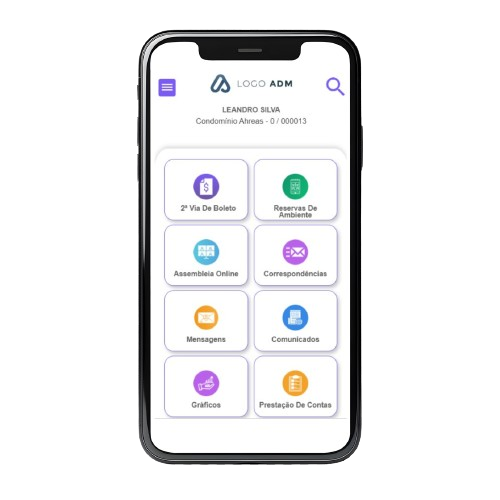 LOGO ADM
LEANDRO SILVA
Condomínio Ahreas - 0 / 000013
2ª Via De Boleto
Reservas De
Ambiente
Assembleia Online
Correspondências
Mensagens
Comunicados
Gráficos
Prestação De Contas